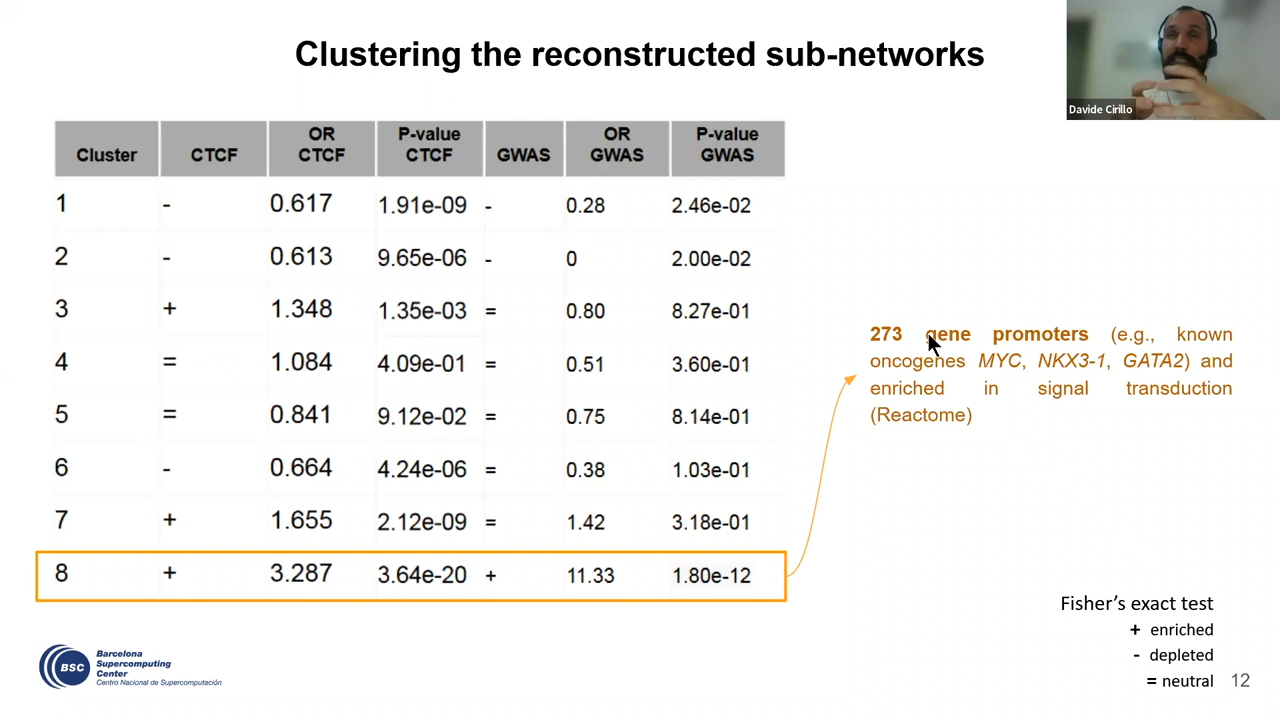 Clustering the reconstructed sub-networks
Davide Cirillo
Cluster CTCF OR CTCF P-value CTCF GWAS OR GWAS P-value GWAS
1 - 0.617 1.91e-09 - 0.28 2.46e-02
2 - 0.613 9.65e-06 - 0 2.00e-02
3 + 1.348 1.35e-03 = 0.80 8.27e-01
4 = 1.084 4.09e-01 = 0.51 3.60e-01
5 = 0.841 9.12e-02 = 0.75 8.14e-01
6 - 0.664 4.24e-06 = 0.38 1.03e-01
7 + 1.655 2.12e-09 = 1.42 3.18e-01
8 + 3.287 3.64e-20 + 11.33 1.80e-12
273 gene promoters (e.g., known
oncogenes MYC, NKX3-1, GATA2) and
enriched in signal transduction
(Reactome)
Fisher's exact test
+ enriched
- depleted
= neutral
12
BSC
Barcelona
Supercomputing
Center
Centro Nacional de Supercomputación